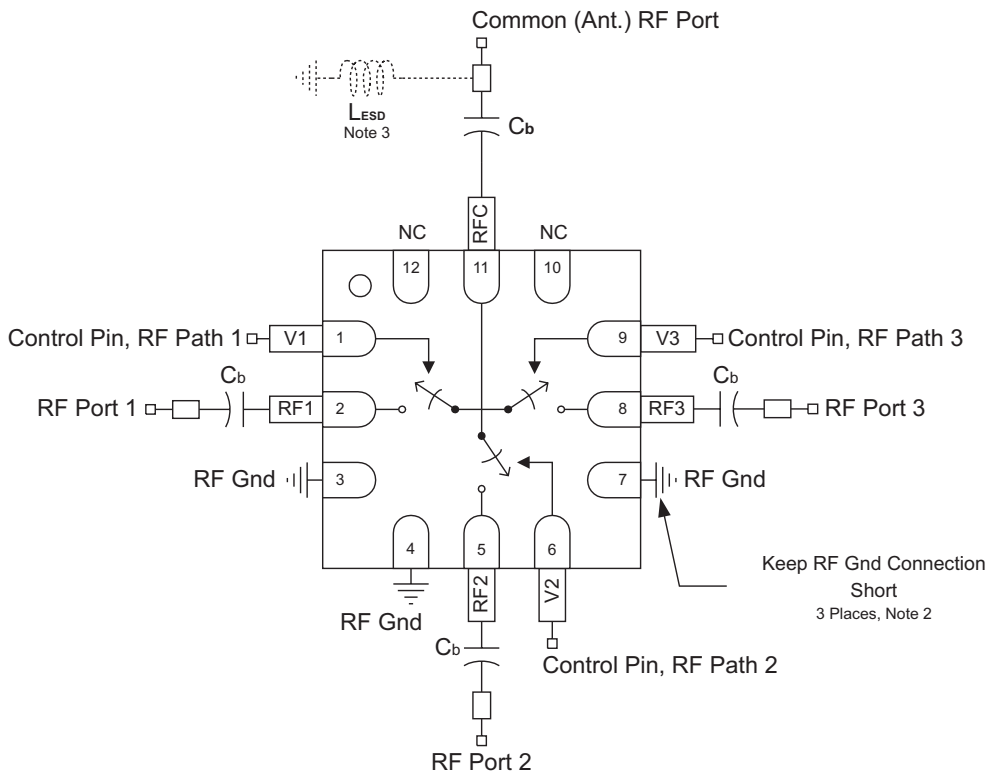 Common (Ant.) RF Port
LESD
Note 3
Cb
RFC
NC
NC
12
11
10
Control Pin, RF Path 1
V1
1
9
V3
Control Pin, RF Path 3
Cb
Cb
RF Port 1
RF1
2
8
RF3
RF Port 3
RF Gnd
3
7
RF Gnd
4
5
6
Keep RF Gnd Connection
Short
3 Places, Note 2
RF2
V2
RF Gnd
Cb
Control Pin, RF Path 2
RF Port 2